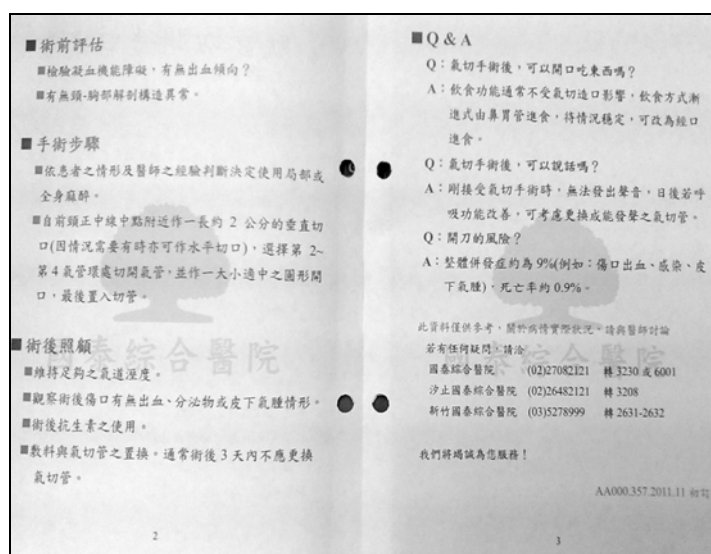 ■術前評估
■檢驗凝血機能障礙，有無出血傾向？
■有無頸-胸部解剖構造異常。
■手術步驟
■依患者之情形及醫師之經驗判斷決定使用局部或
全身麻醉。
■自前頸正中線中點附近作一長約 2 公分的垂直切
口(因情況需要有時亦可作水平切口)，選擇第 2~
第 4 氣管環處切開氣管，並作一大小適中之圓形開
口，最後置入切管。
■術後照顧
■維持足夠之氣道溼度。
■觀察術後傷口有無出血、分泌物或皮下氣腫情形。
■術後抗生素之使用。
■敷料與氣切管之置換。通常術後 3 天內不應更換
氣切管。
國泰綜合醫院
2
■Q & A
Q：氣切手術後，可以開口吃東西嗎？
A：飲食功能通常不受氣切造口影響，飲食方式漸
進式由鼻胃管進食，待情況穩定，可改為經口
進食。
Q：氣切手術後，可以說話嗎？
A：剛接受氣切手術時，無法發出聲音，日後若呼
吸功能改善，可考慮更換成能發聲之氣切管。
Q：開刀的風險？
A：整體併發症約為 9%(例如：傷口出血、感染、皮
下氣腫)，死亡率約 0.9%。
此資料僅供參考，關於病情實際狀況，請與醫師討論
若有任何疑問，請洽
國泰綜合醫院 (02)27082121 轉 3230 或 6001
汐止國泰綜合醫院 (02)26482121 轉 3208
新竹國泰綜合醫院 (03)5278999 轉 2631-2632
我們將竭誠為您服務！
國泰綜合醫院
AA000.357.2011.11 初訂
3